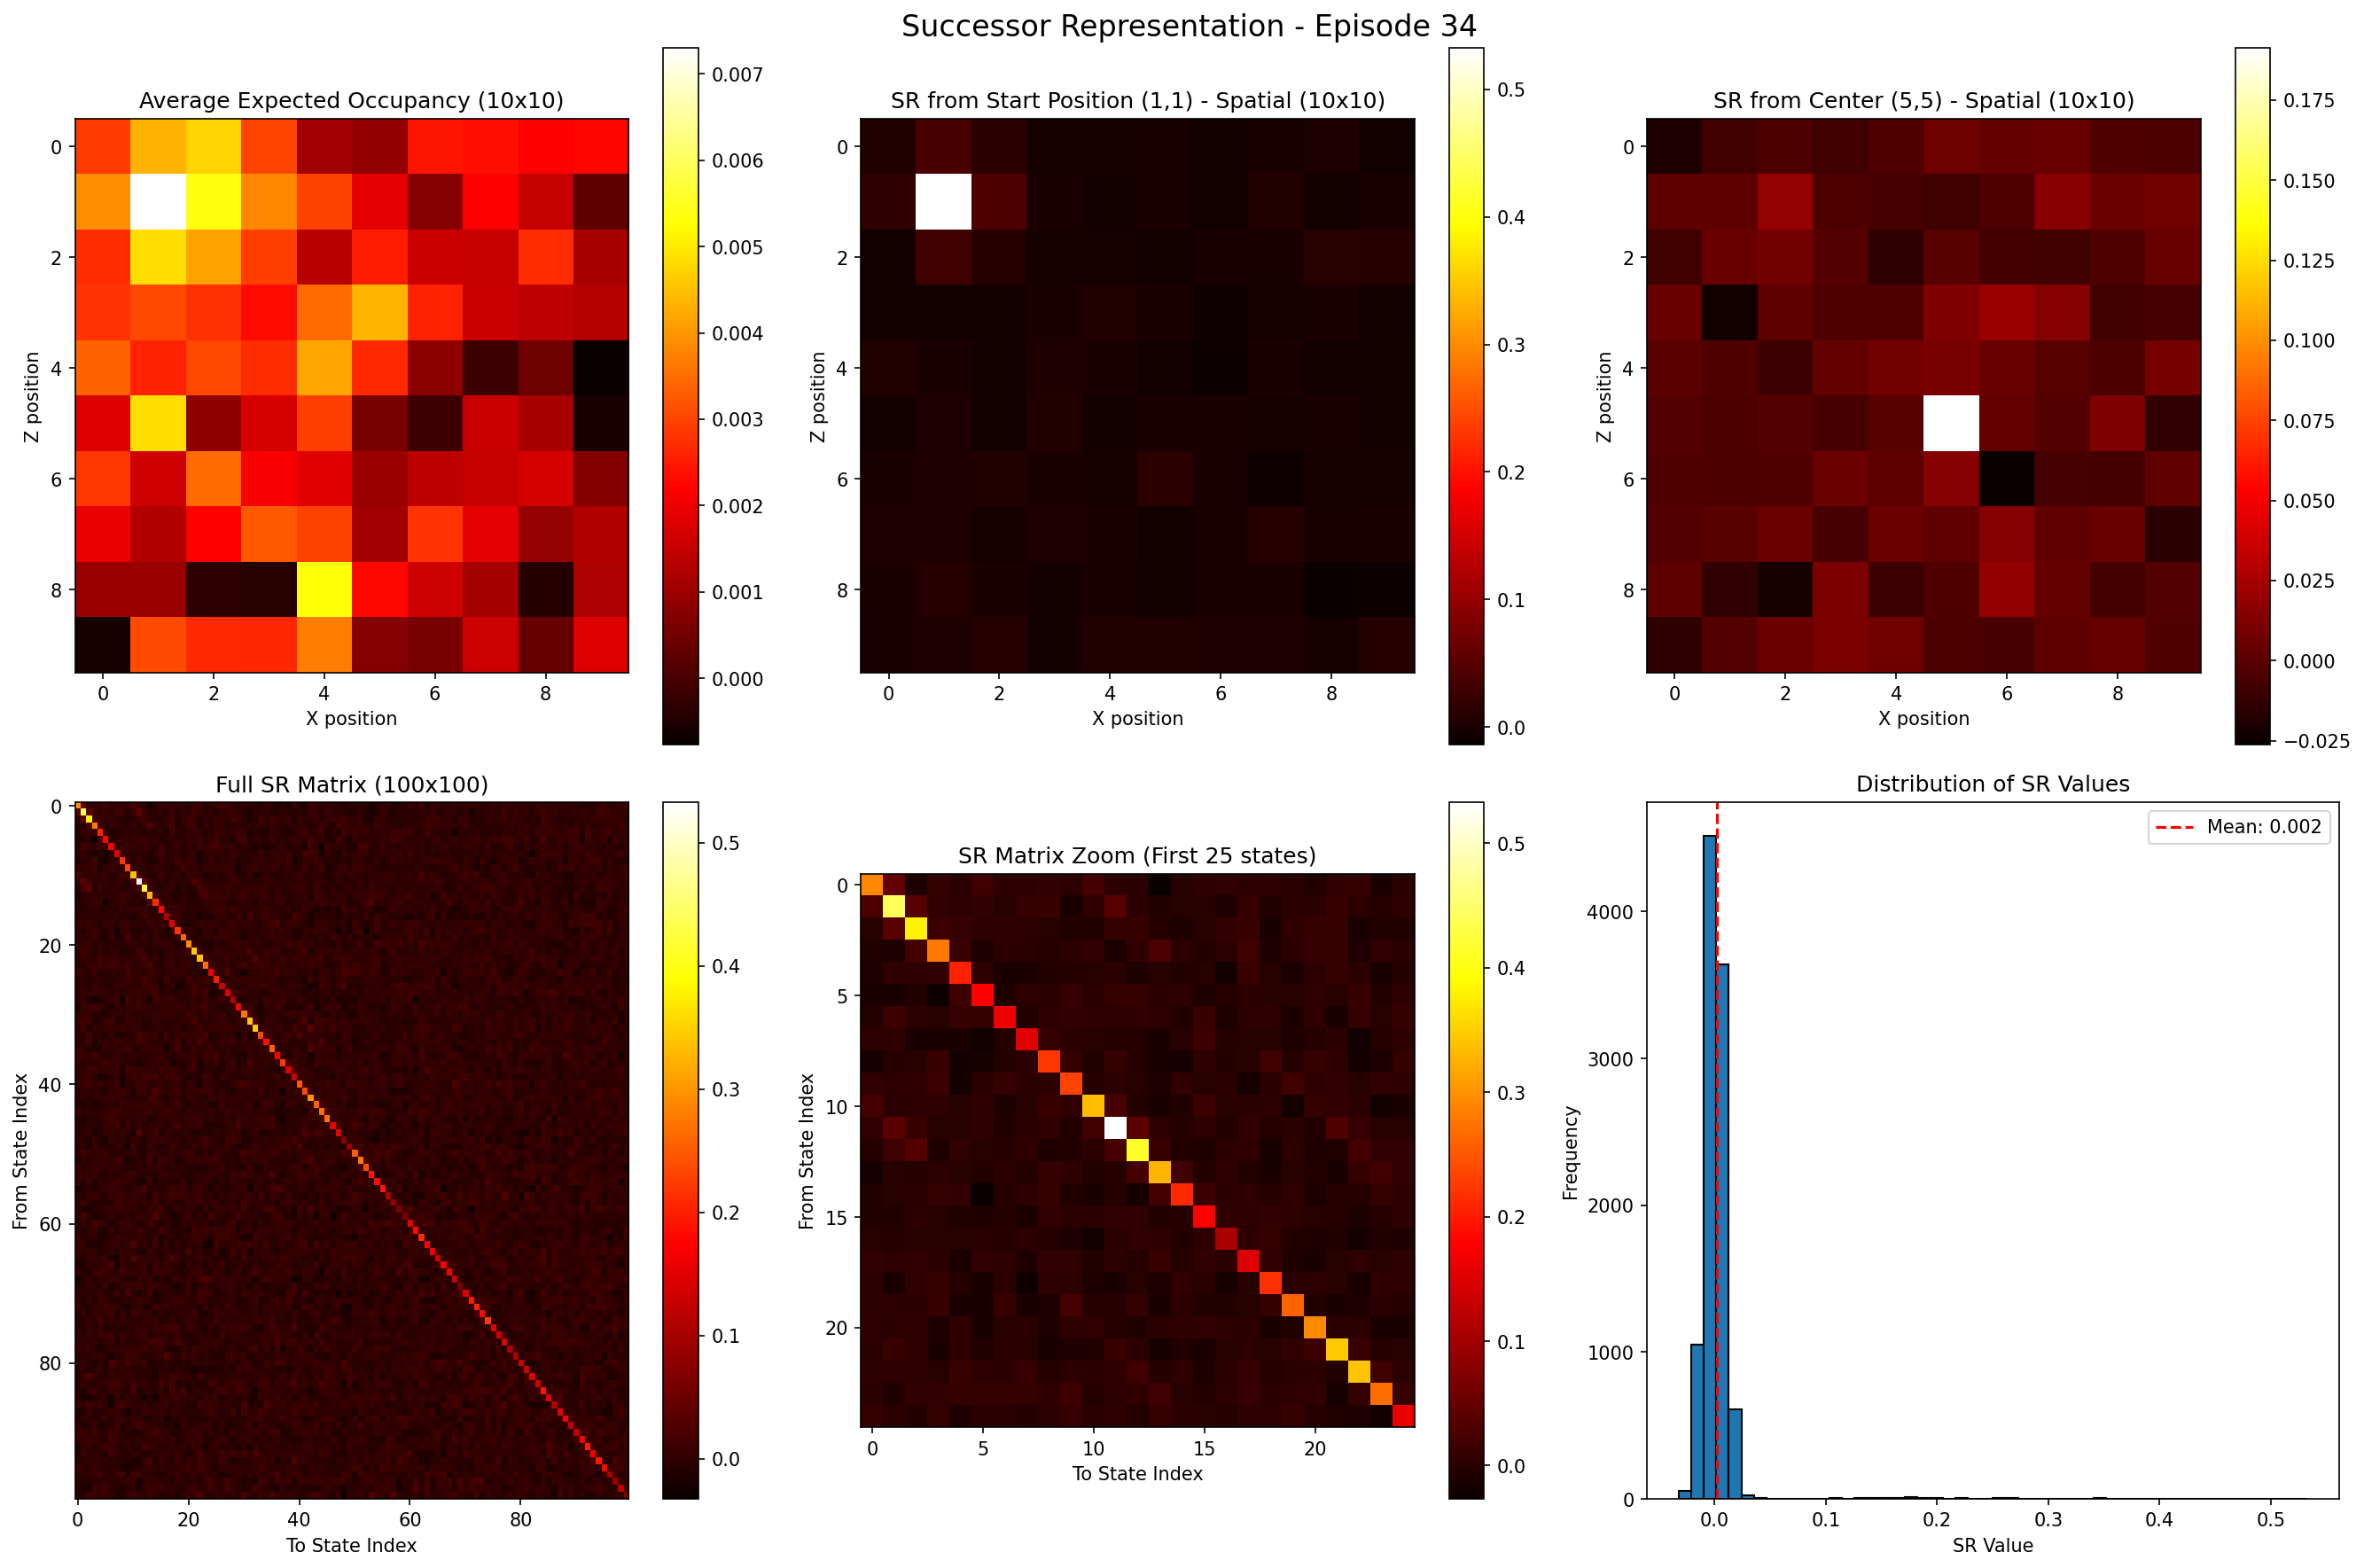 Successor Representation - Episode 34
Average Expected Occupancy (10x10)
Z position
0
2
4
6
8
0 2 4 6 8
X position
0.007
0.006
0.005
0.004
0.003
0.002
0.001
0.000
SR from Start Position (1,1) - Spatial (10x10)
Z position
0
2
4
6
8
0 2 4 6 8
X position
0.5
0.4
0.3
0.2
0.1
0.0
SR from Center (5,5) - Spatial (10x10)
Z position
0
2
4
6
8
0 2 4 6 8
X position
0.175
0.150
0.125
0.100
0.075
0.050
0.025
0.000
−0.025
Full SR Matrix (100x100)
From State Index
0
20
40
60
80
0 20 40 60 80
To State Index
0.5
0.4
0.3
0.2
0.1
0.0
SR Matrix Zoom (First 25 states)
From State Index
0
5
10
15
20
0 5 10 15 20
To State Index
0.5
0.4
0.3
0.2
0.1
0.0
Distribution of SR Values
Mean: 0.002
Frequency
4000
3000
2000
1000
0
0.0 0.1 0.2 0.3 0.4 0.5
SR Value